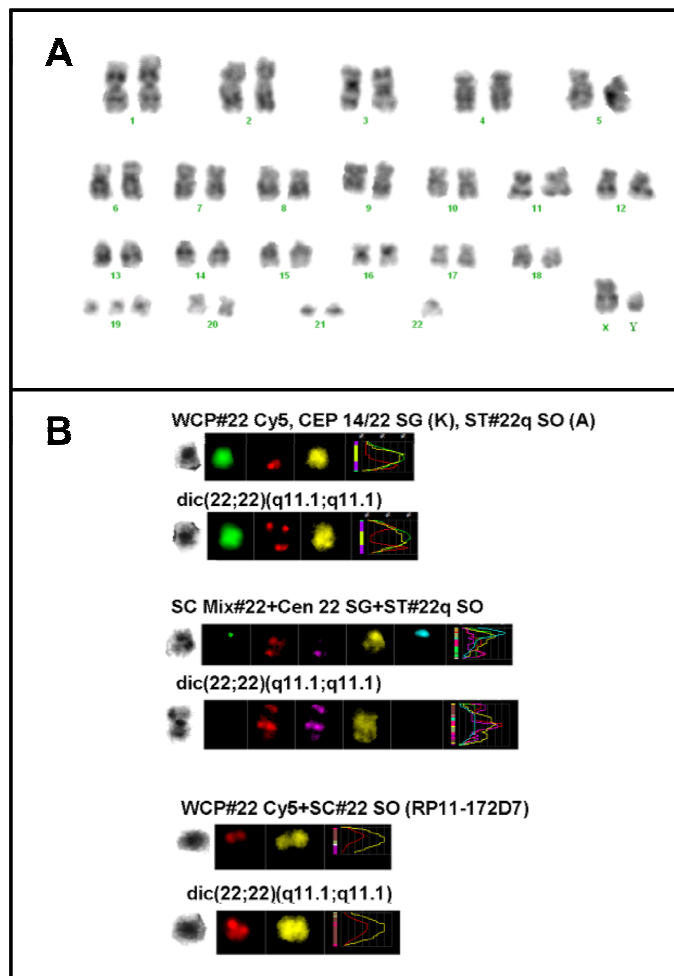 A
1 2 3 4 5
6 7 8 9 10 11 12
13 14 15 16 17 18
19 20 21 22 X Y
B
WCP#22 Cy5, CEP 14/22 SG (K), ST#22q SO (A)
dic(22;22)(q11.1;q11.1)
SC Mix#22+Cen 22 SG+ST#22q SO
dic(22;22)(q11.1;q11.1)
WCP#22 Cy5+SC#22 SO (RP11-172D7)
dic(22;22)(q11.1;q11.1)